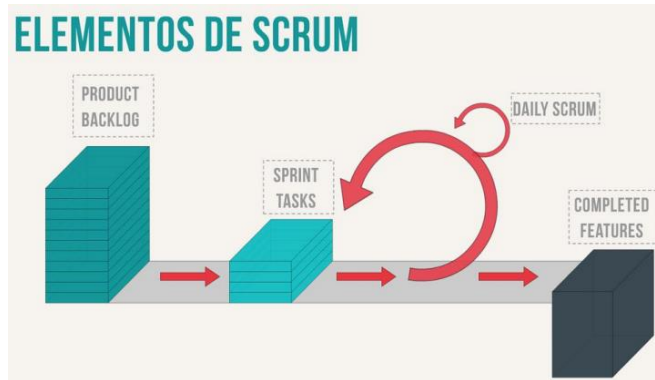 ELEMENTOS DE SCRUM
PRODUCT
BACKLOG
DAILY SCRUM
SPRINT
TASKS
COMPLETED
FEATURES